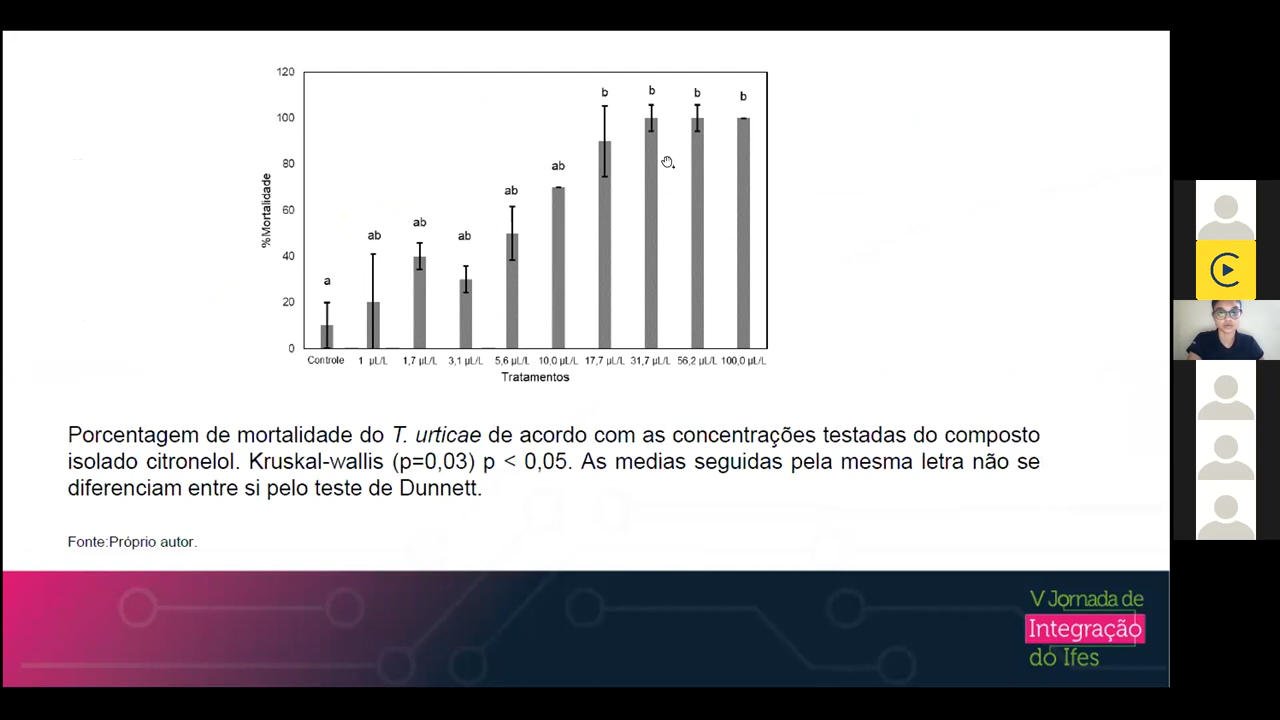 120
100
80
60
40
20
0
%Mortalidade
a
ab
ab
ab
ab
ab
b
b
b
b
Controle 1 µL/L 1,7 µL/L 3,1 µL/L 5,6 µL/L 10,0 µL/L 17,7 µL/L 31,7 µL/L 56,2 µL/L 100,0 µL/L
Tratamentos
Porcentagem de mortalidade do T. urticae de acordo com as concentrações testadas do composto
isolado citronelol. Kruskal-wallis (p=0,03) p < 0,05. As medias seguidas pela mesma letra não se
diferenciam entre si pelo teste de Dunnett.
Fonte:Próprio autor.
V Jornada de
Integração
do Ifes